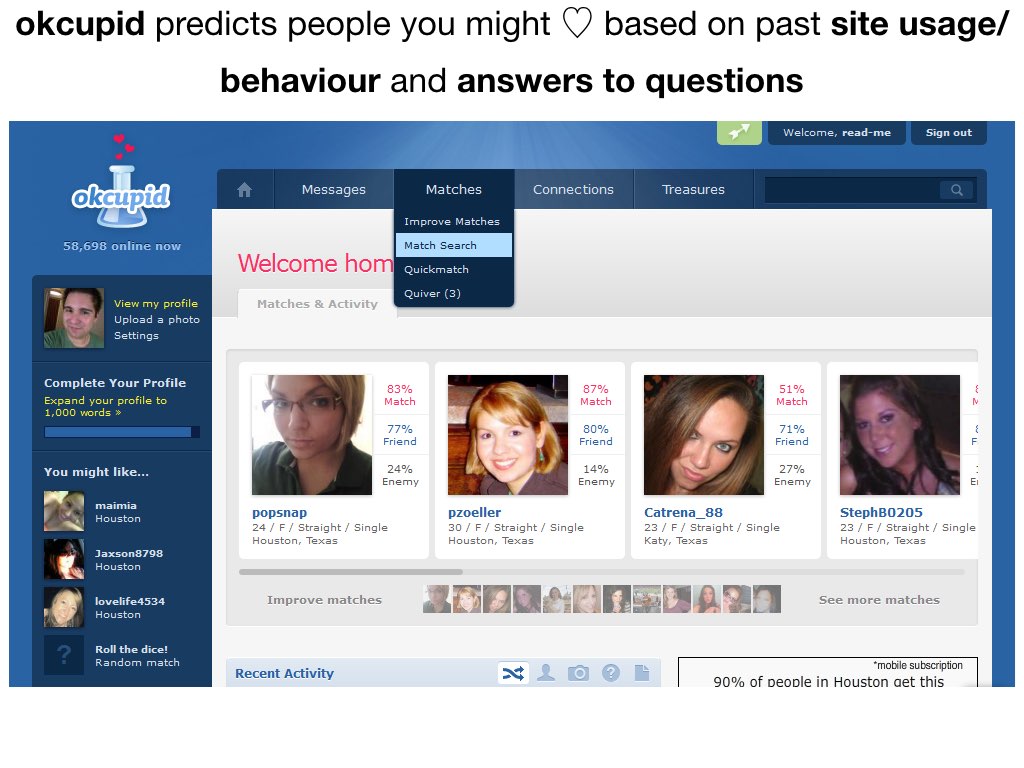 okcupid predicts people you might ♡ based on past site usage/
behaviour and answers to questions
Welcome, read-me
Sign out
okcupid
58,698 online now
Messages
Matches
Connections
Treasures
Improve Matches
Match Search
Quickmatch
Quiver (3)
Welcome hom
Matches & Activity
View my profile
Upload a photo
Settings
Complete Your Profile
Expand your profile to
1,000 words »
You might like...
maimia
Houston
Jaxson8798
Houston
lovelife4534
Houston
?
Roll the dice!
Random match
83%
Match
77%
Friend
24%
Enemy
popsnap
24 / F / Straight / Single
Houston, Texas
87%
Match
80%
Friend
14%
Enemy
pzoeller
30 / F / Straight / Single
Houston, Texas
51%
Match
71%
Friend
27%
Enemy
Catrena_88
23 / F / Straight / Single
Katy, Texas
StephB0205
23 / F / Straight / Single
Houston, Texas
Improve matches
See more matches
Recent Activity
?
*mobile subscription
90% of people in Houston get this